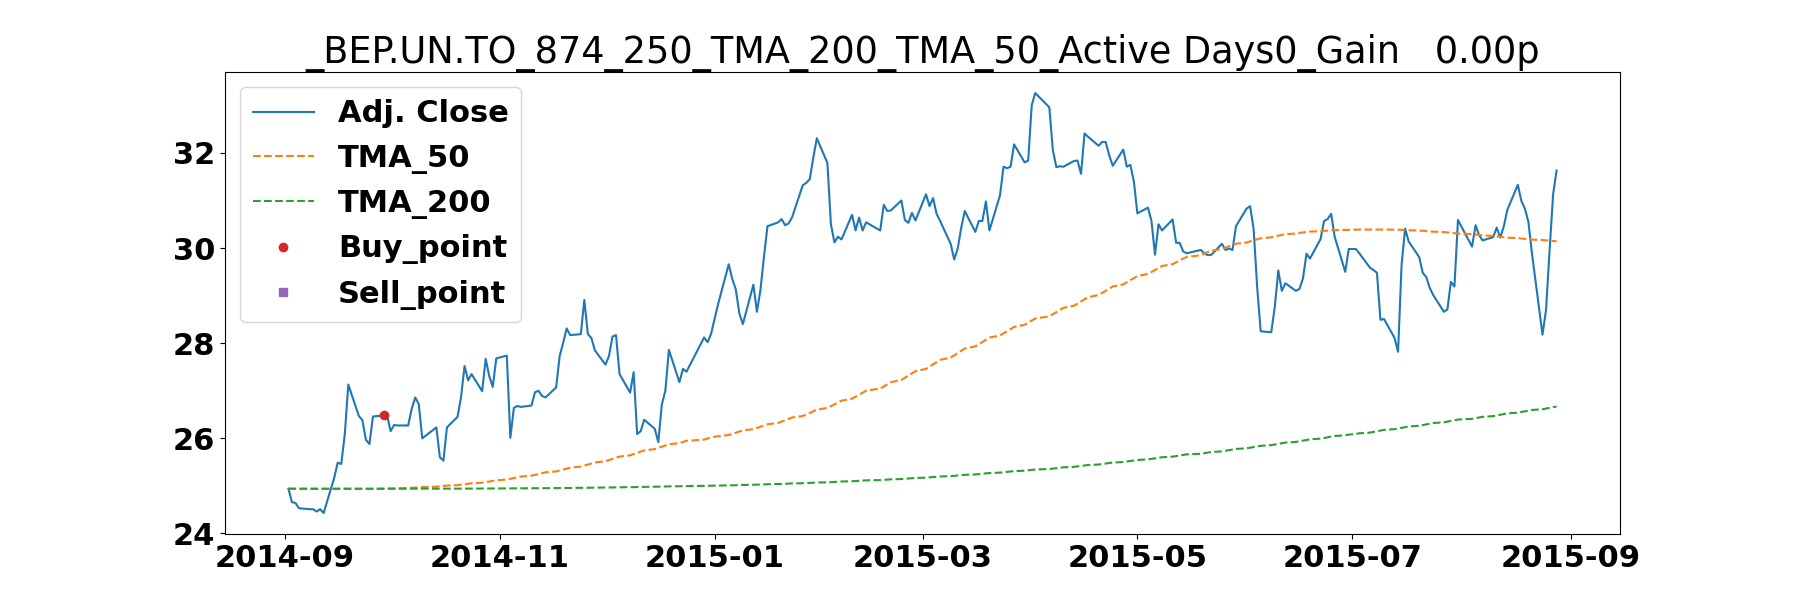 _BEP.UN.TO_874_250_TMA_200_TMA_50_Active Days0_Gain   0.00p
Adj. Close
TMA_50
TMA_200
Buy_point
Sell_point
32
30
28
26
24
2014-09 2014-11 2015-01 2015-03 2015-05 2015-07 2015-09